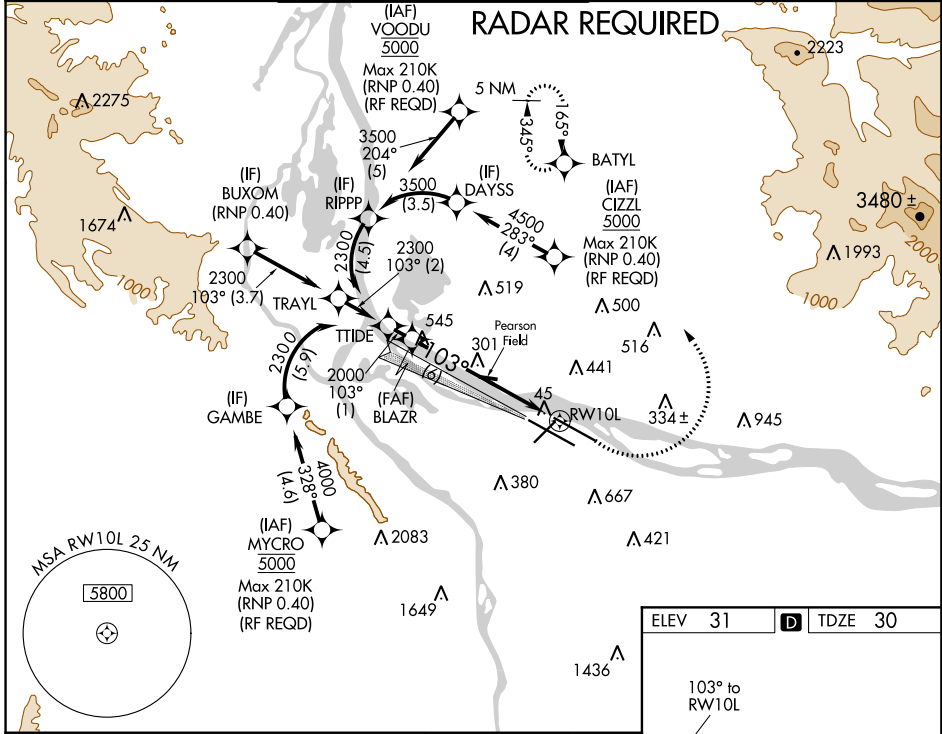 RADAR REQUIRED
(IAF)
VOODU
5000
Max 210K
(RNP 0.40)
(RF REQD)
5 NM
345°
165°
BATYL
2223
2275
3500
204°
(5)
(IF)
DAYSS
3500
(3.5)
(IF)
RIPPP
(IF)
BUXOM
(RNP 0.40)
4500
283°
(4)
(IAF)
CIZZL
5000
Max 210K
(RNP 0.40)
(RF REQD)
3480 ±
2000
1993
1000
1674
1000
2300
(4.5)
2300
103° (2)
2300
103° (3.7)
TRAYL
519
500
516
TTIDE
545
103°
(6)
301
Pearson
Field
441
2300
(5.9)
2000
103°
(1)
(FAF)
BLAZR
45
RW10L
334 ±
945
(IF)
GAMBE
4000
328°
(4.6)
380
667
(IAF)
MYCRO
5000
Max 210K
(RNP 0.40)
(RF REQD)
2083
421
1649
1436
MSA RW10L 25 NM
5800
ELEV 31 D TDZE 30
103° to
RW10L